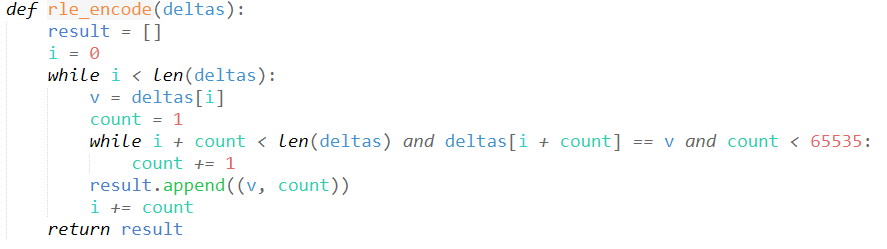 def rle_encode(deltas):
    result = []
    i = 0
    while i < len(deltas):
        v = deltas[i]
        count = 1
        while i + count < len(deltas) and deltas[i + count] == v and count < 65535:
            count += 1
        result.append((v, count))
        i += count
    return result